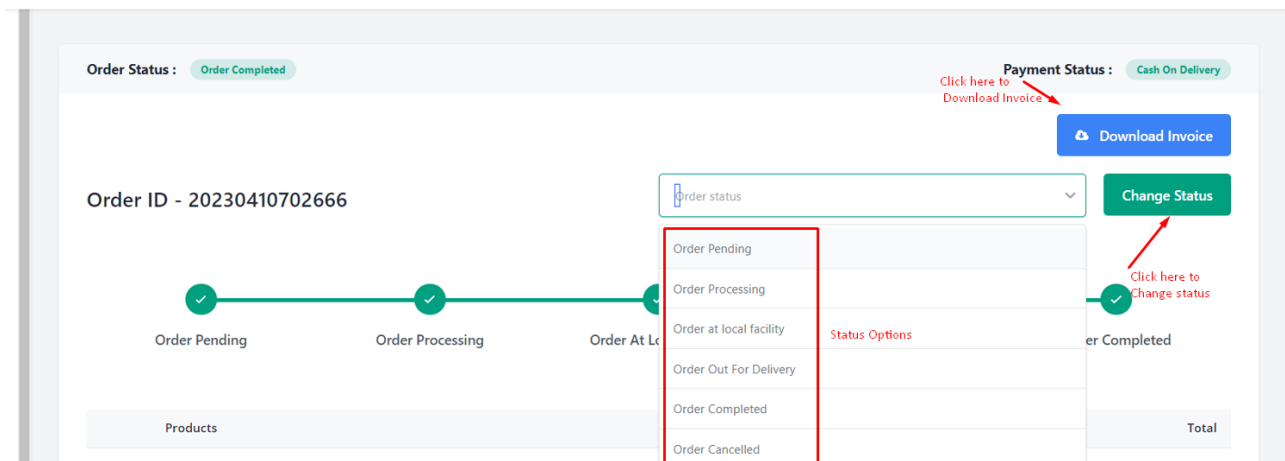 Order Status : Order Completed
Payment Status : Cash On Delivery
Click here to
Download Invoice
Download Invoice
Order ID - 20230410702666
Order status
Change Status
Order Pending
Order Processing
Order at local facility
Order Out For Delivery
Order Completed
Order Cancelled
Status Options
Click here to
Change status
Order Pending
Order Processing
Order At
Completed
Products
Total